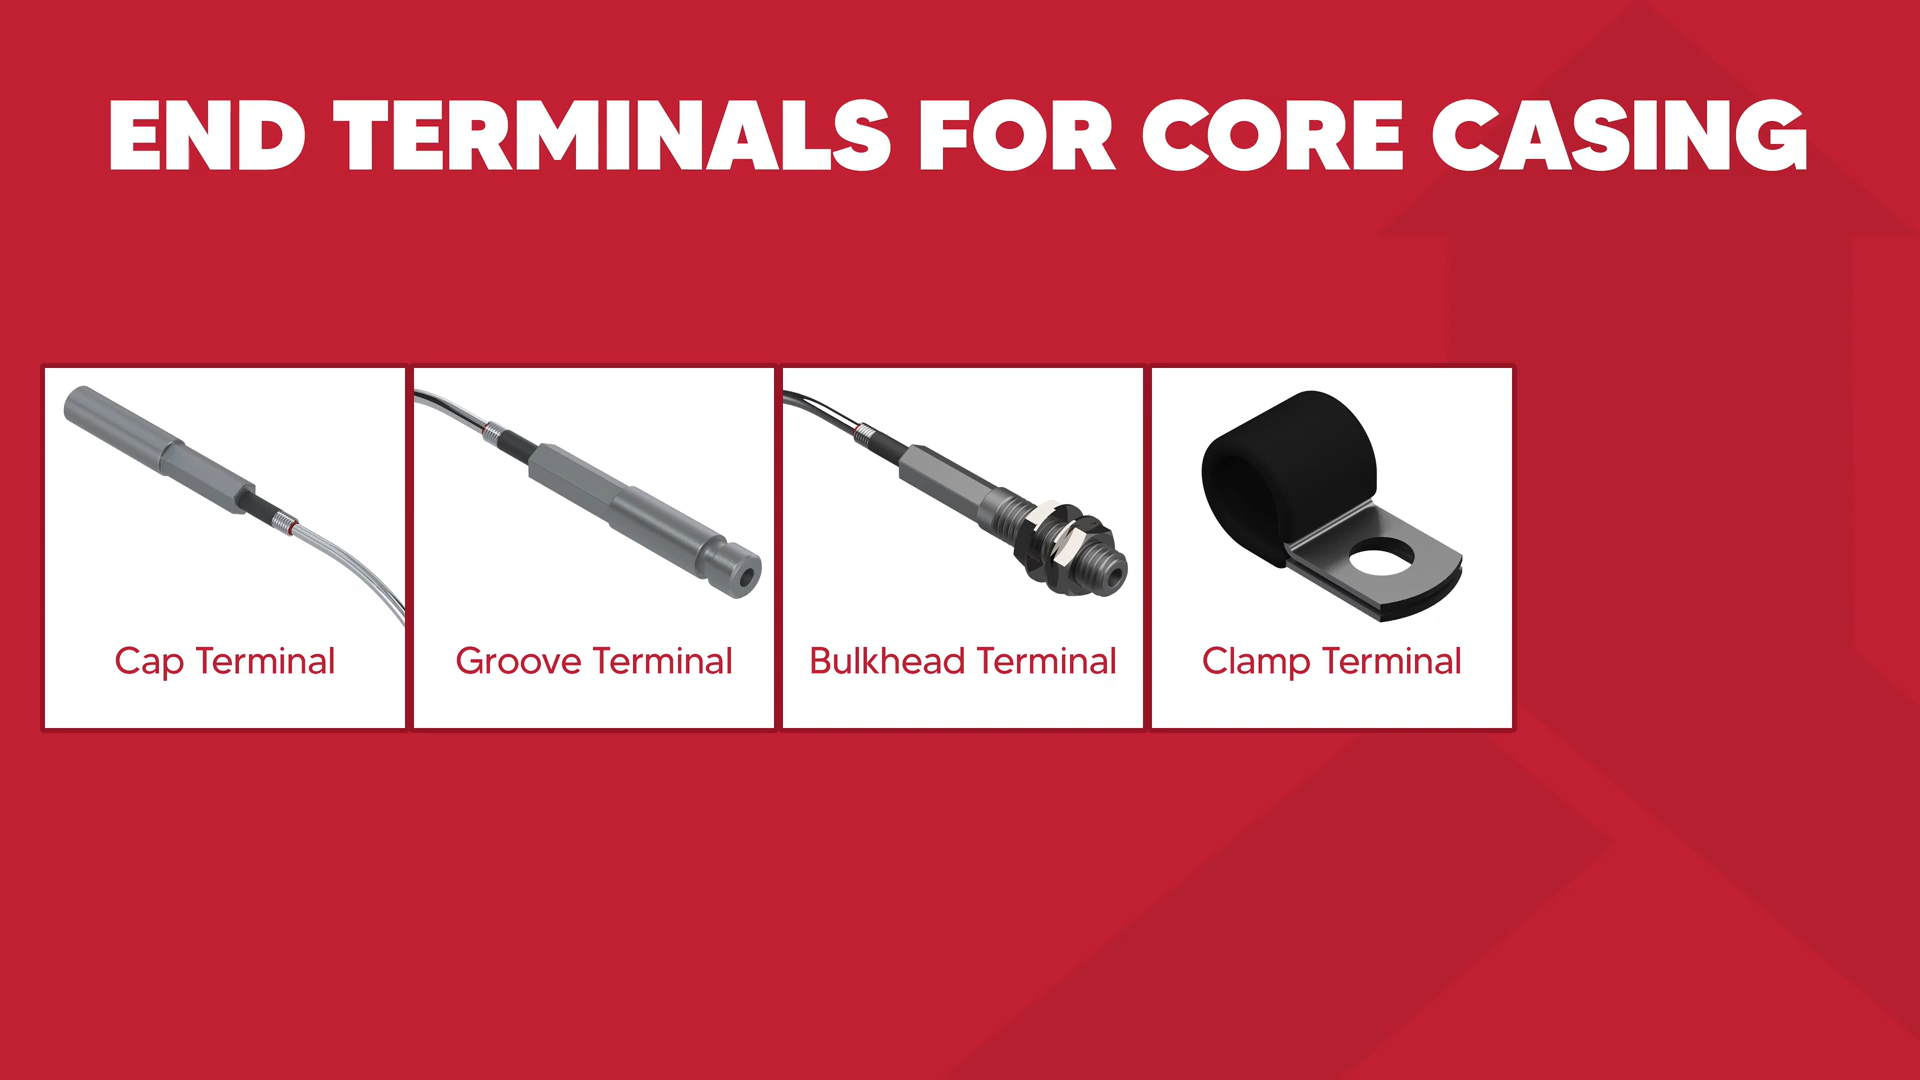 END TERMINALS FOR CORE CASING
Cap Terminal
Groove Terminal
Bulkhead Terminal
Clamp Terminal